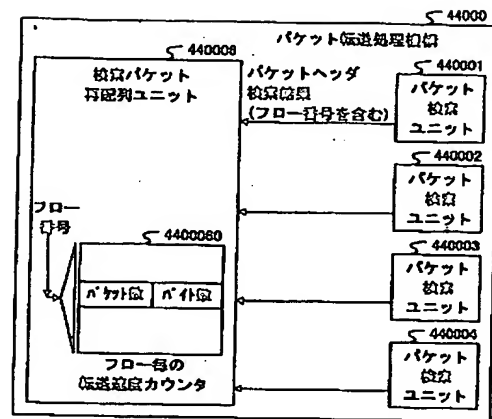 44000
パケット転送処理機構
440008
検索パケット
再配列ユニット
パケットヘッダ
検索結果
(フロー番号を含む)
440001
パケット
検索
ユニット
440002
パケット
検索
ユニット
440003
パケット
検索
ユニット
440004
パケット
検索
ユニット
フロー
番号
4400080
パケット数
バイト数
フロー毎の
転送速度カウンタ